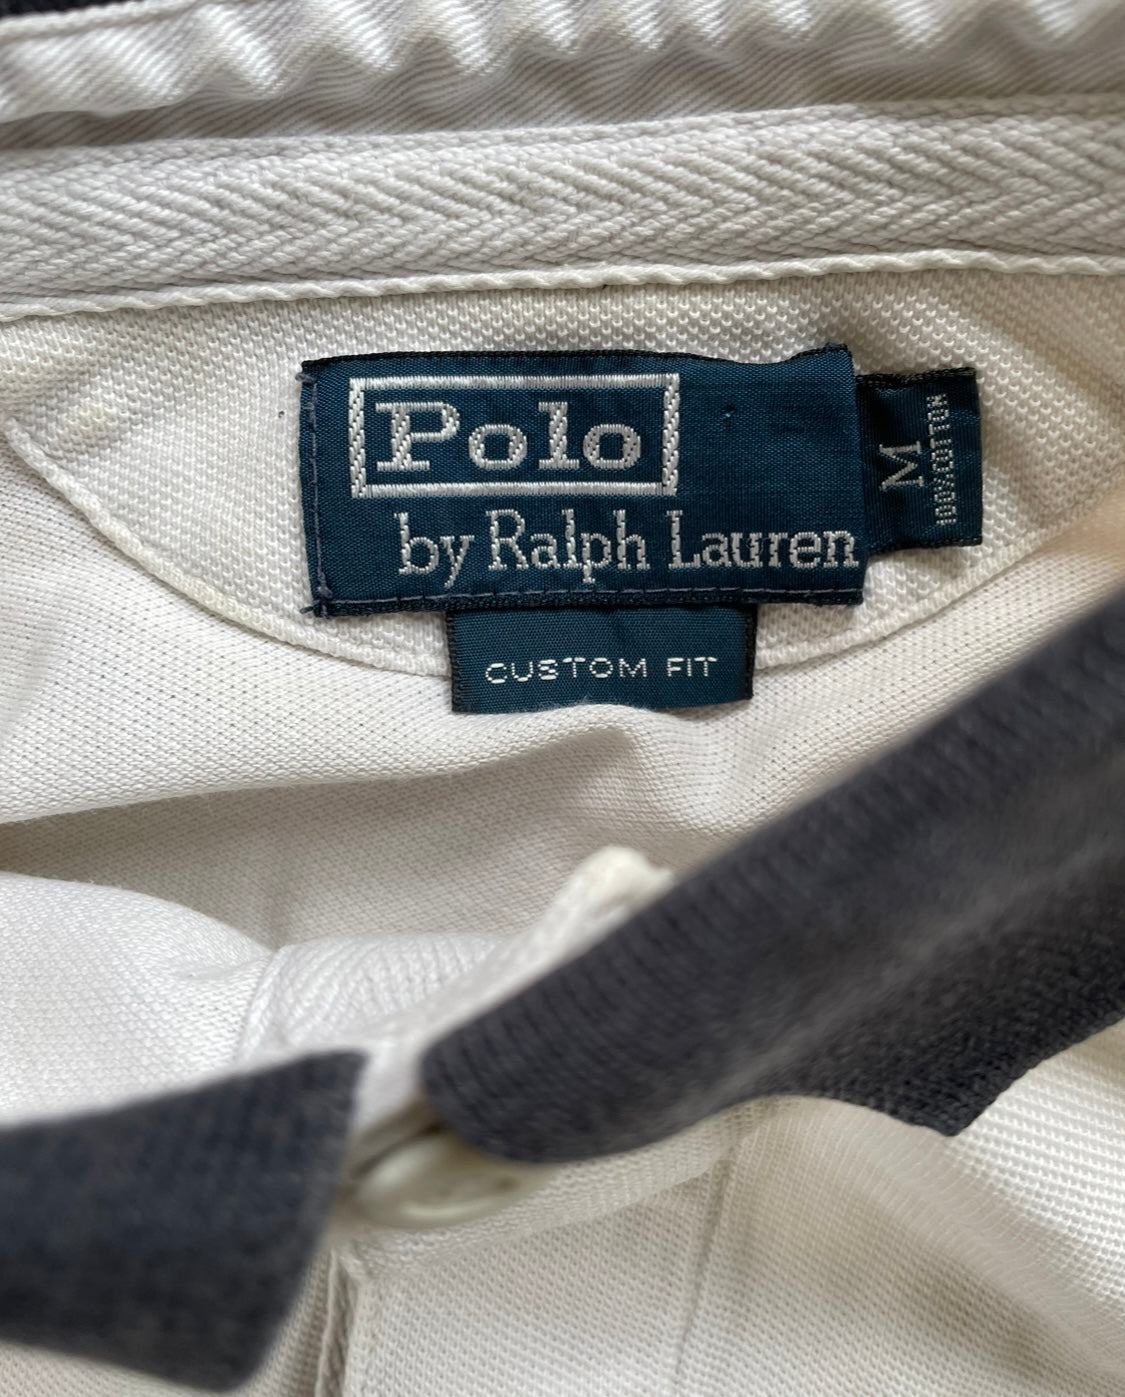 Polo
by Ralph Lauren
M
100% COTTON
CUSTOM FIT